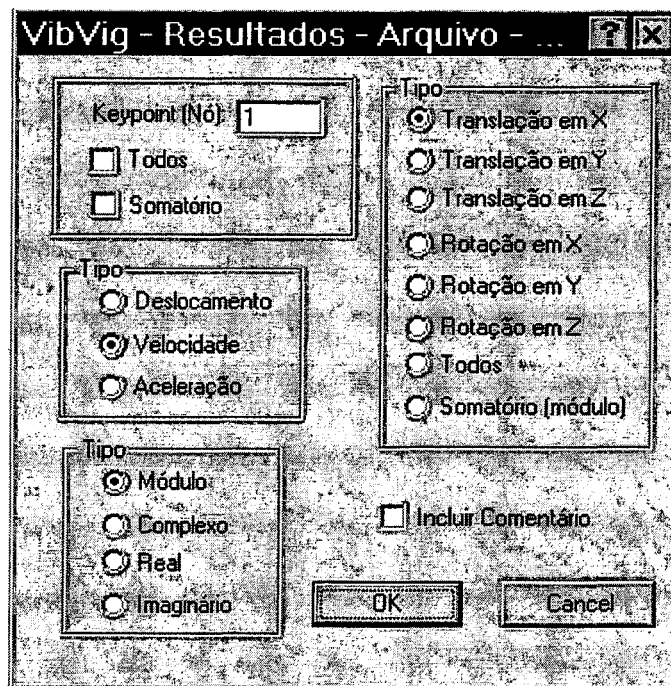 VibVig - Resultados - Arquivo - ...
Keypoint (Nó): 1
Todos
Somatório
Tipo
Deslocamento
Velocidade
Aceleração
Tipo
Módulo
Complexo
Real
Imaginário
Tipo
Translação em X
Translação em Y
Translação em Z
Rotação em X
Rotação em Y
Rotação em Z
Todos
Somatório (módulo)
Incluir Comentário
OK
Cancel